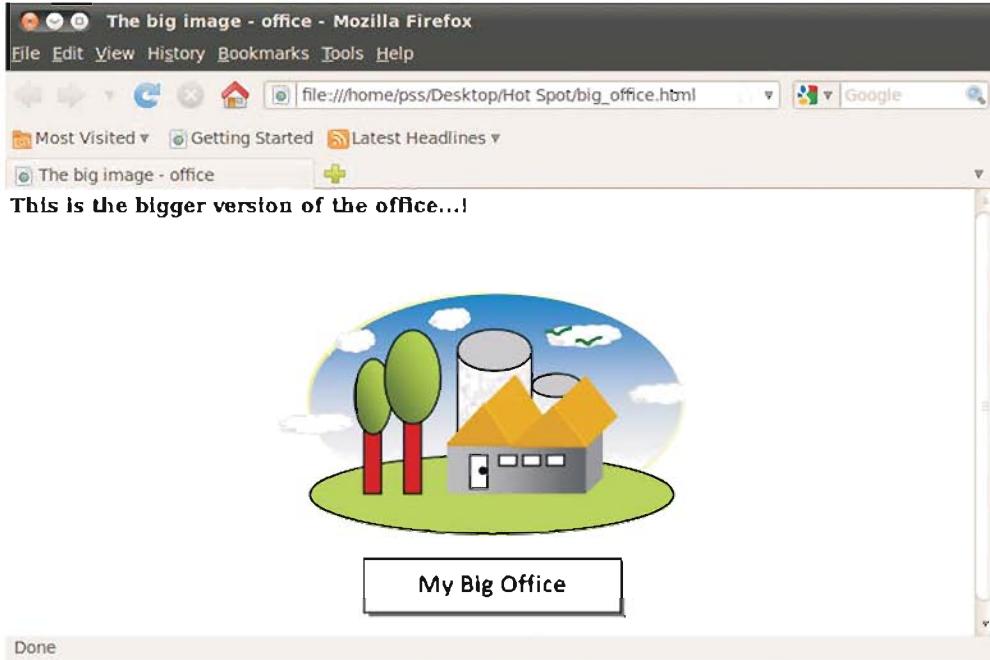 The big image - office - Mozilla Firefox
File Edit View History Bookmarks Tools Help
file:///home/pss/Desktop/Hot Spot/big_office.html
Google
Most Visited Getting Started Latest Headlines
The big image - office
This is the bigger version of the office...!
My Big Office
Done